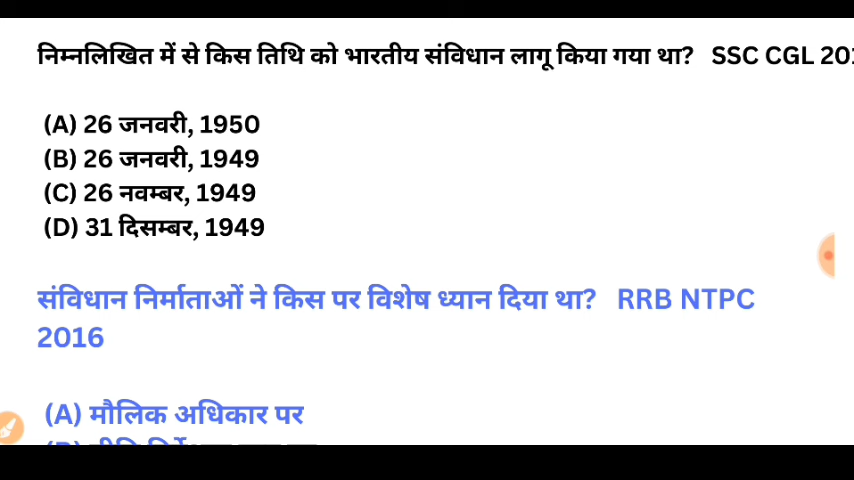 निम्नलिखित में से किस तिथि को भारतीय संविधान लागू किया गया था? SSC CGL
(A) 26 जनवरी, 1950
(B) 26 जनवरी, 1949
(C) 26 नवम्बर, 1949
(D) 31 दिसम्बर, 1949
संविधान निर्माताओं ने किस पर विशेष ध्यान दिया था? RRB NTPC
2016
(A) मौलिक अधिकार पर